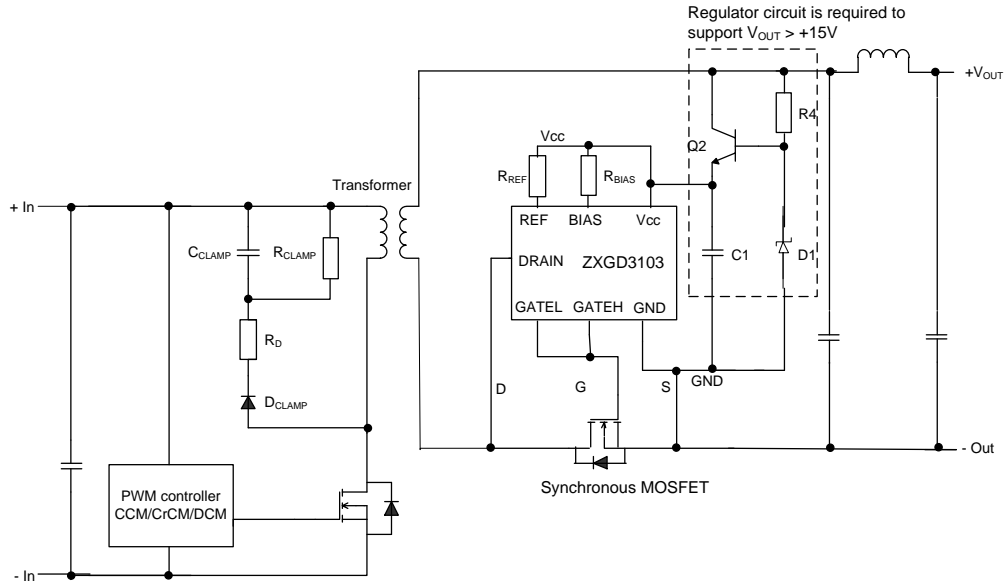 Regulator circuit is required to
support VOUT > +15V
+VOUT
R4
Q2
Vcc
RREF
RBIAS
Transformer
+ In
REF BIAS Vcc
CCLAMP
RCLAMP
DRAIN ZXGD3103
C1
D1
GATEL GATEH GND
RD
D
G
S
GND
DCLAMP
- Out
Synchronous MOSFET
PWM controller
CCM/CrCM/DCM
- In